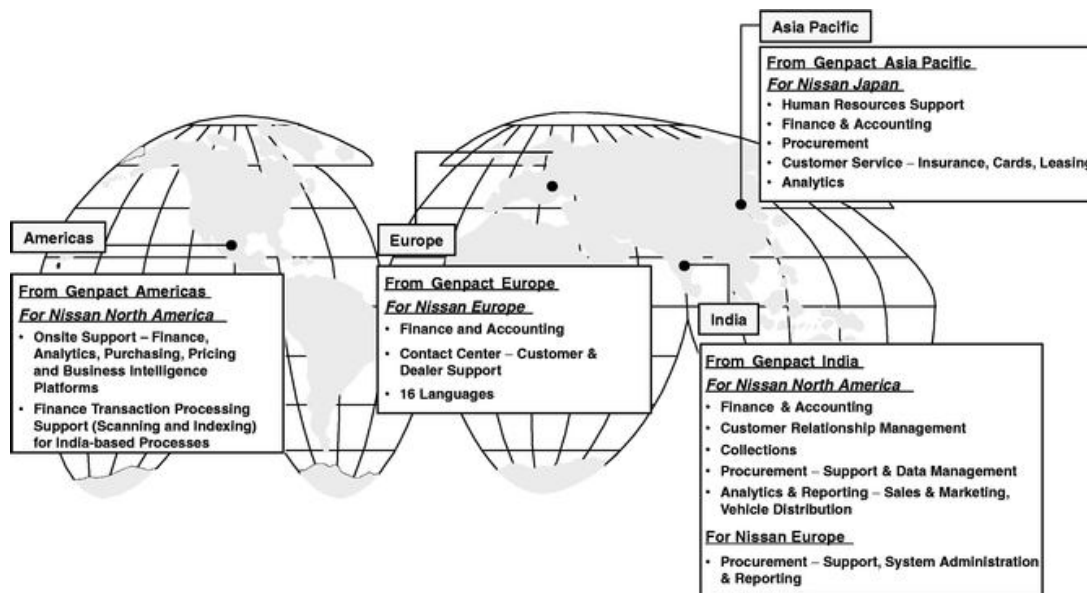 Asia Pacific
From Genpact Asia Pacific
For Nissan Japan
• Human Resources Support
• Finance & Accounting
• Procurement
• Customer Service – Insurance, Cards, Leasing
• Analytics
Americas
From Genpact Americas
For Nissan North America
• Onsite Support – Finance,
Analytics, Purchasing, Pricing
and Business Intelligence
Platforms
• Finance Transaction Processing
Support (Scanning and Indexing)
for India-based Processes
Europe
From Genpact Europe
For Nissan Europe
• Finance and Accounting
• Contact Center – Customer &
Dealer Support
• 16 Languages
India
From Genpact India
For Nissan North America
• Finance & Accounting
• Customer Relationship Management
• Collections
• Procurement – Support & Data Management
• Analytics & Reporting – Sales & Marketing,
Vehicle Distribution
For Nissan Europe
• Procurement – Support, System Administration
& Reporting